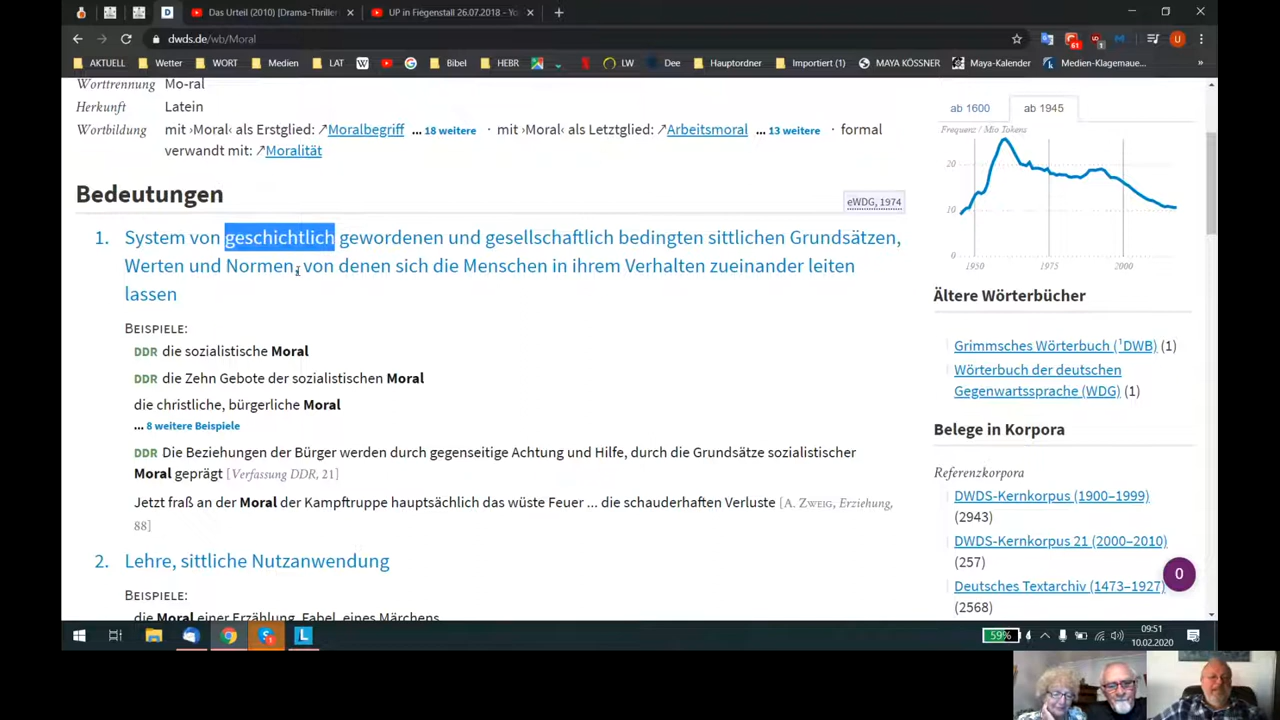 Das Urteil (2010) [Drama-Thriller
UP in Fiegenstall 26.07.2018 - Yo
dwds.de/wb/Moral
AKTUELL Wetter WORT Medien LAT Bibel HEBR LW Dee Hauptordner Importiert (1) MAYA KÖSSNER Maya-Kalender Medien-Klagemaue...
Worttrennung Mo-ral
Herkunft Latein
Wortbildung mit ›Moral‹ als Erstglied: ↗Moralbegriff ... 18 weitere · mit ›Moral‹ als Letztglied: ↗Arbeitsmoral ... 13 weitere · formal
verwandt mit: ↗Moralität
Bedeutungen
eWDG, 1974
1. System von geschichtlich gewordenen und gesellschaftlich bedingten sittlichen Grundsätzen,
Werten und Normen, von denen sich die Menschen in ihrem Verhalten zueinander leiten
lassen
BEISPIELE:
DDR die sozialistische Moral
DDR die Zehn Gebote der sozialistischen Moral
die christliche, bürgerliche Moral
... 8 weitere Beispiele
DDR Die Beziehungen der Bürger werden durch gegenseitige Achtung und Hilfe, durch die Grundsätze sozialistischer
Moral geprägt [Verfassung DDR, 21]
Jetzt fraß an der Moral der Kampftruppe hauptsächlich das wüste Feuer ... die schauderhaften Verluste [A. ZWEIG, Erziehung,
88]
2. Lehre, sittliche Nutzanwendung
BEISPIELE:
die Moral einer Erzählung, Fabel, eines Märchens
ab 1600 ab 1945
Frequenz / Mio Tokens
20
10
0
1950 1975 2000
Ältere Wörterbücher
Grimmsches Wörterbuch (¹DWB) (1)
Wörterbuch der deutschen
Gegenwartssprache (WDG) (1)
Belege in Korpora
Referenzkorpora
DWDS-Kernkorpus (1900–1999)
(2943)
DWDS-Kernkorpus 21 (2000–2010)
(257)
Deutsches Textarchiv (1473–1927)
(2568)
0
59%
09:51
10.02.2020